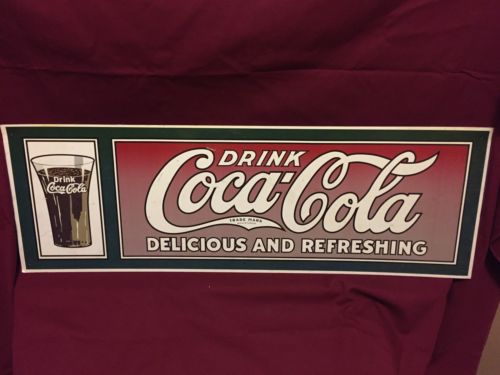 Drink
Coca-Cola
DRINK
Coca-Cola
TRADE MARK
DELICIOUS AND REFRESHING